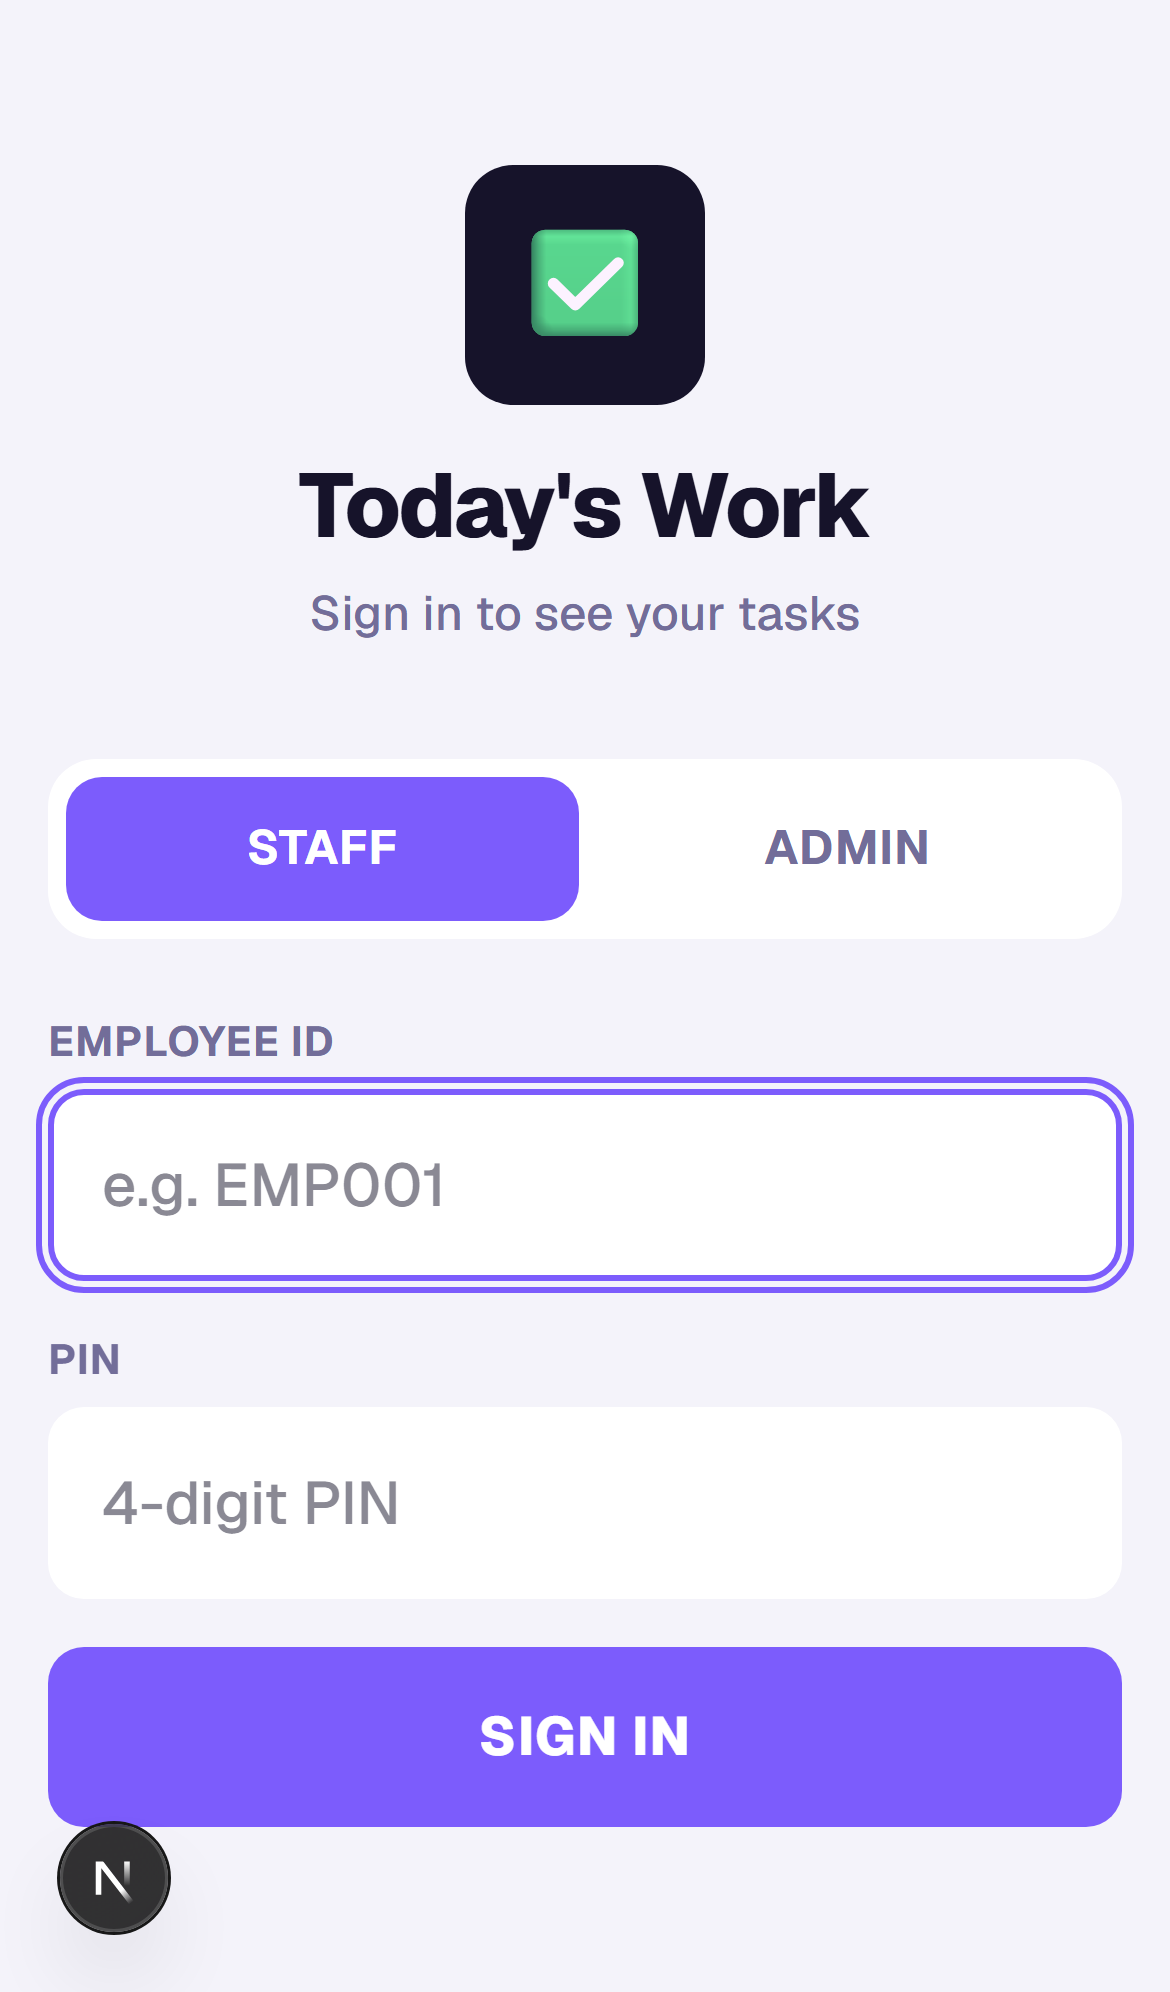 Today's Work
Sign in to see your tasks
STAFF
ADMIN
EMPLOYEE ID
e.g. EMP001
PIN
4-digit PIN
SIGN IN
N